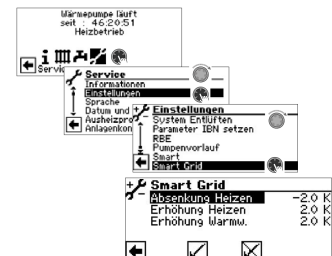 Wärmepumpe läuft
seit : 46:20:51
Heizbetrieb
Servic
Service
Informationen
Einstellungen
Sprache
Datum und
Ausheizpro
Anlagenkon
Einstellungen
System Entlüften
Parameter IBN setzen
RBE
Pumpenvorlauf
Smart
Smart Grid
Smart Grid
Absenkung Heizen -2.0 K
Erhöhung Heizen 2.0 K
Erhöhung Warmw. 2.0 K